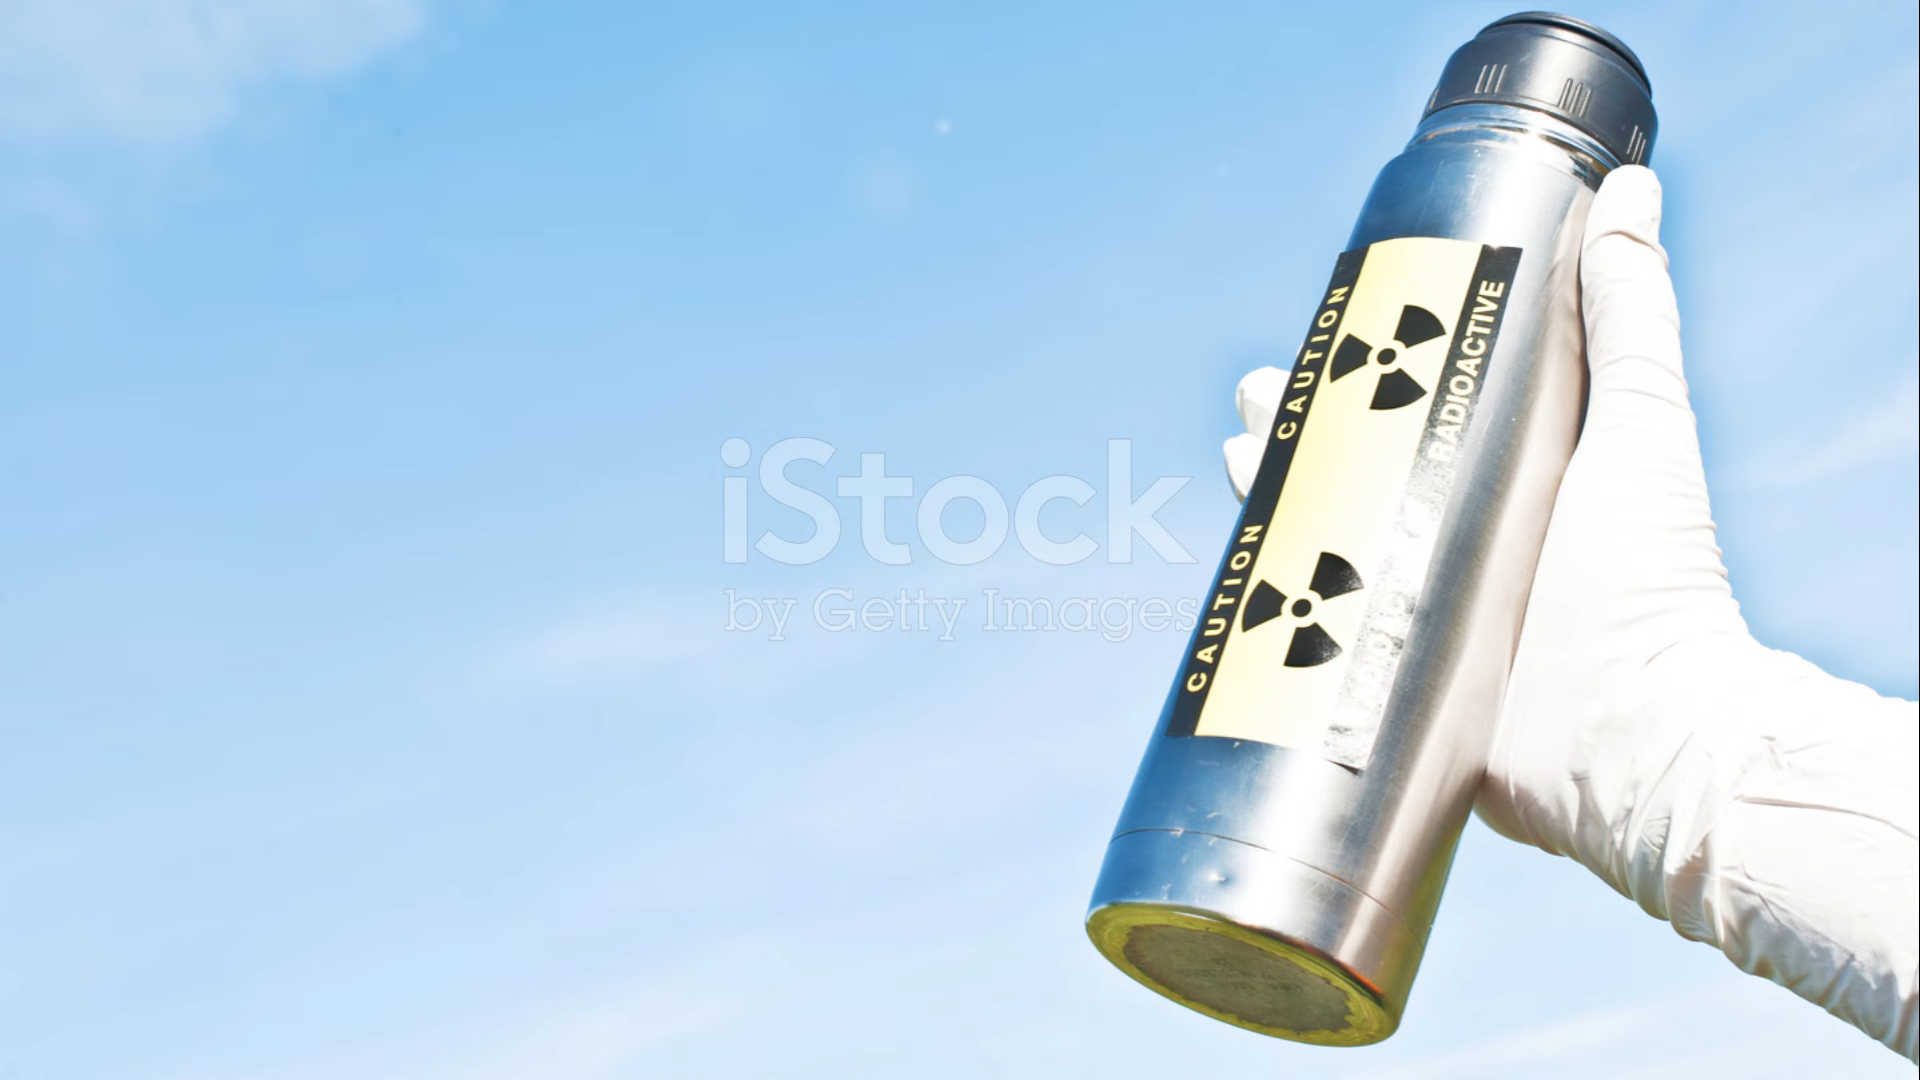 CAUTION
RADIOACTIVE
CAUTION
iStock
by Getty Images